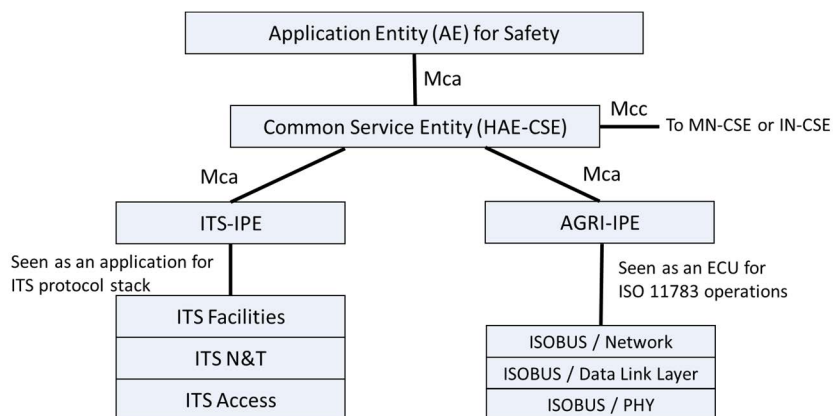 Application Entity (AE) for Safety
Mca
Common Service Entity (HAE-CSE)
Mcc
To MN-CSE or IN-CSE
Mca
Mca
ITS-IPE
AGRI-IPE
Seen as an application for
ITS protocol stack
Seen as an ECU for
ISO 11783 operations
ITS Facilities
ITS N&T
ITS Access
ISOBUS / Network
ISOBUS / Data Link Layer
ISOBUS / PHY